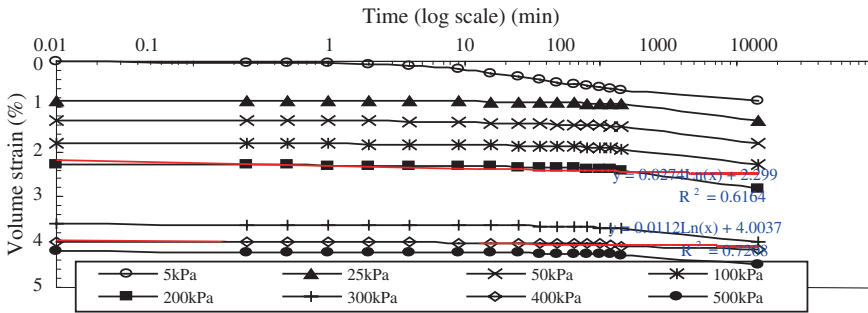 Time (log scale) (min)
0.01 0.1 1 10 100 1000 10000
0
1
2
3
4
5
Volume strain (%)
y = 0.0274Ln(x) + 2.299
R² = 0.6164
y = 0.0112Ln(x) + 4.0037
R² = 0.7268
5kPa 25kPa 50kPa 100kPa
200kPa 300kPa 400kPa 500kPa